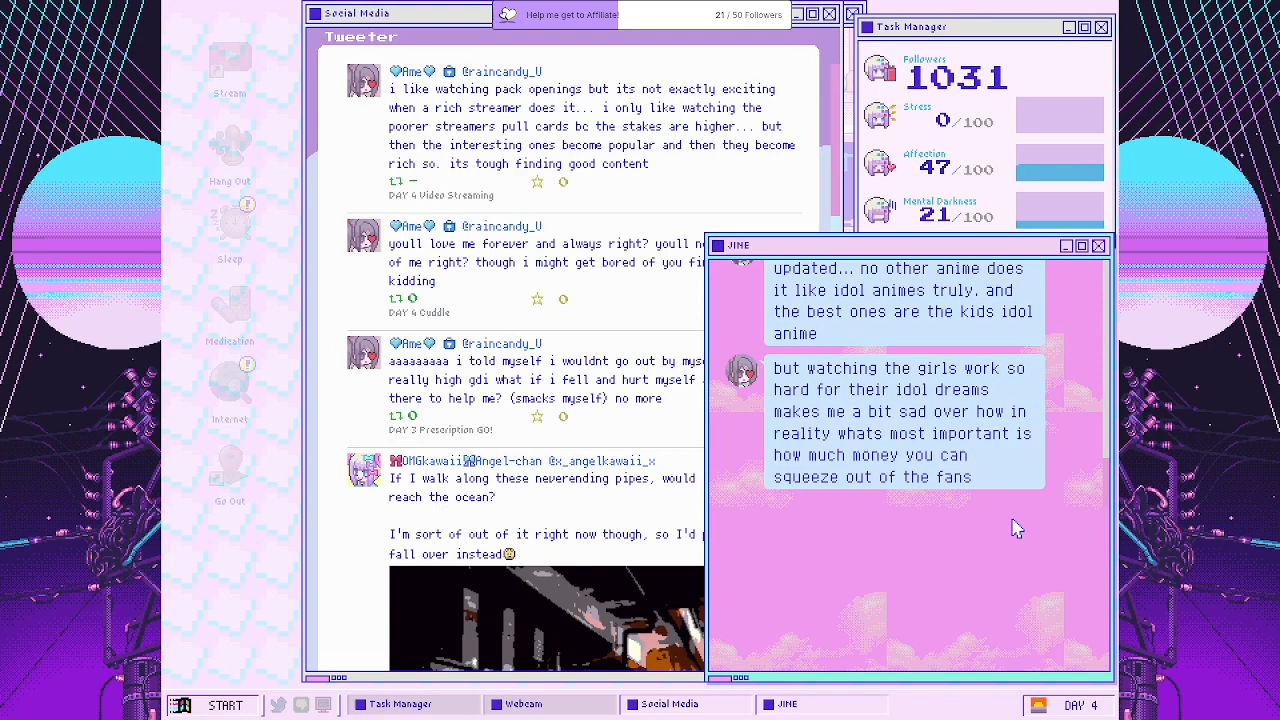 Social Media
Help me get to Affiliate!
21 / 50 Followers
Tweeter
Ame @raincandy_U
i like watching pack openings but its not exactly exciting
when a rich streamer does it... i only like watching the
poorer streamers pull cards bc the stakes are higher... but
then the interesting ones become popular and then they become
rich so. its tough finding good content
0
DAY 4 Video Streaming
Ame @raincandy_U
youll love me forever and always right? youll n
of me right? though i might get bored of you fi
kidding
0 0
DAY 4 Cuddle
Ame @raincandy_U
aaaaaaaaa i told myself i wouldnt go out by myse
really high gdi what if i fell and hurt myself
there to help me? (smacks myself) no more
0 0
DAY 3 Prescription GO!
OMGkawaii Angel-chan @x_angelkawaii_x
If I walk along these neverending pipes, would
reach the ocean?
I'm sort of out of it right now though, so I'd p
fall over instead
Stream
Hang Out
Sleep
Medication
Internet
Go Out
Task Manager
Followers
1031
Stress
0/100
Affection
47/100
Mental Darkness
21/100
JINE
updated... no other anime does
it like idol animes truly. and
the best ones are the kids idol
anime
but watching the girls work so
hard for their idol dreams
makes me a bit sad over how in
reality whats most important is
how much money you can
squeeze out of the fans
START
Task Manager
Webcam
Social Media
JINE
DAY 4